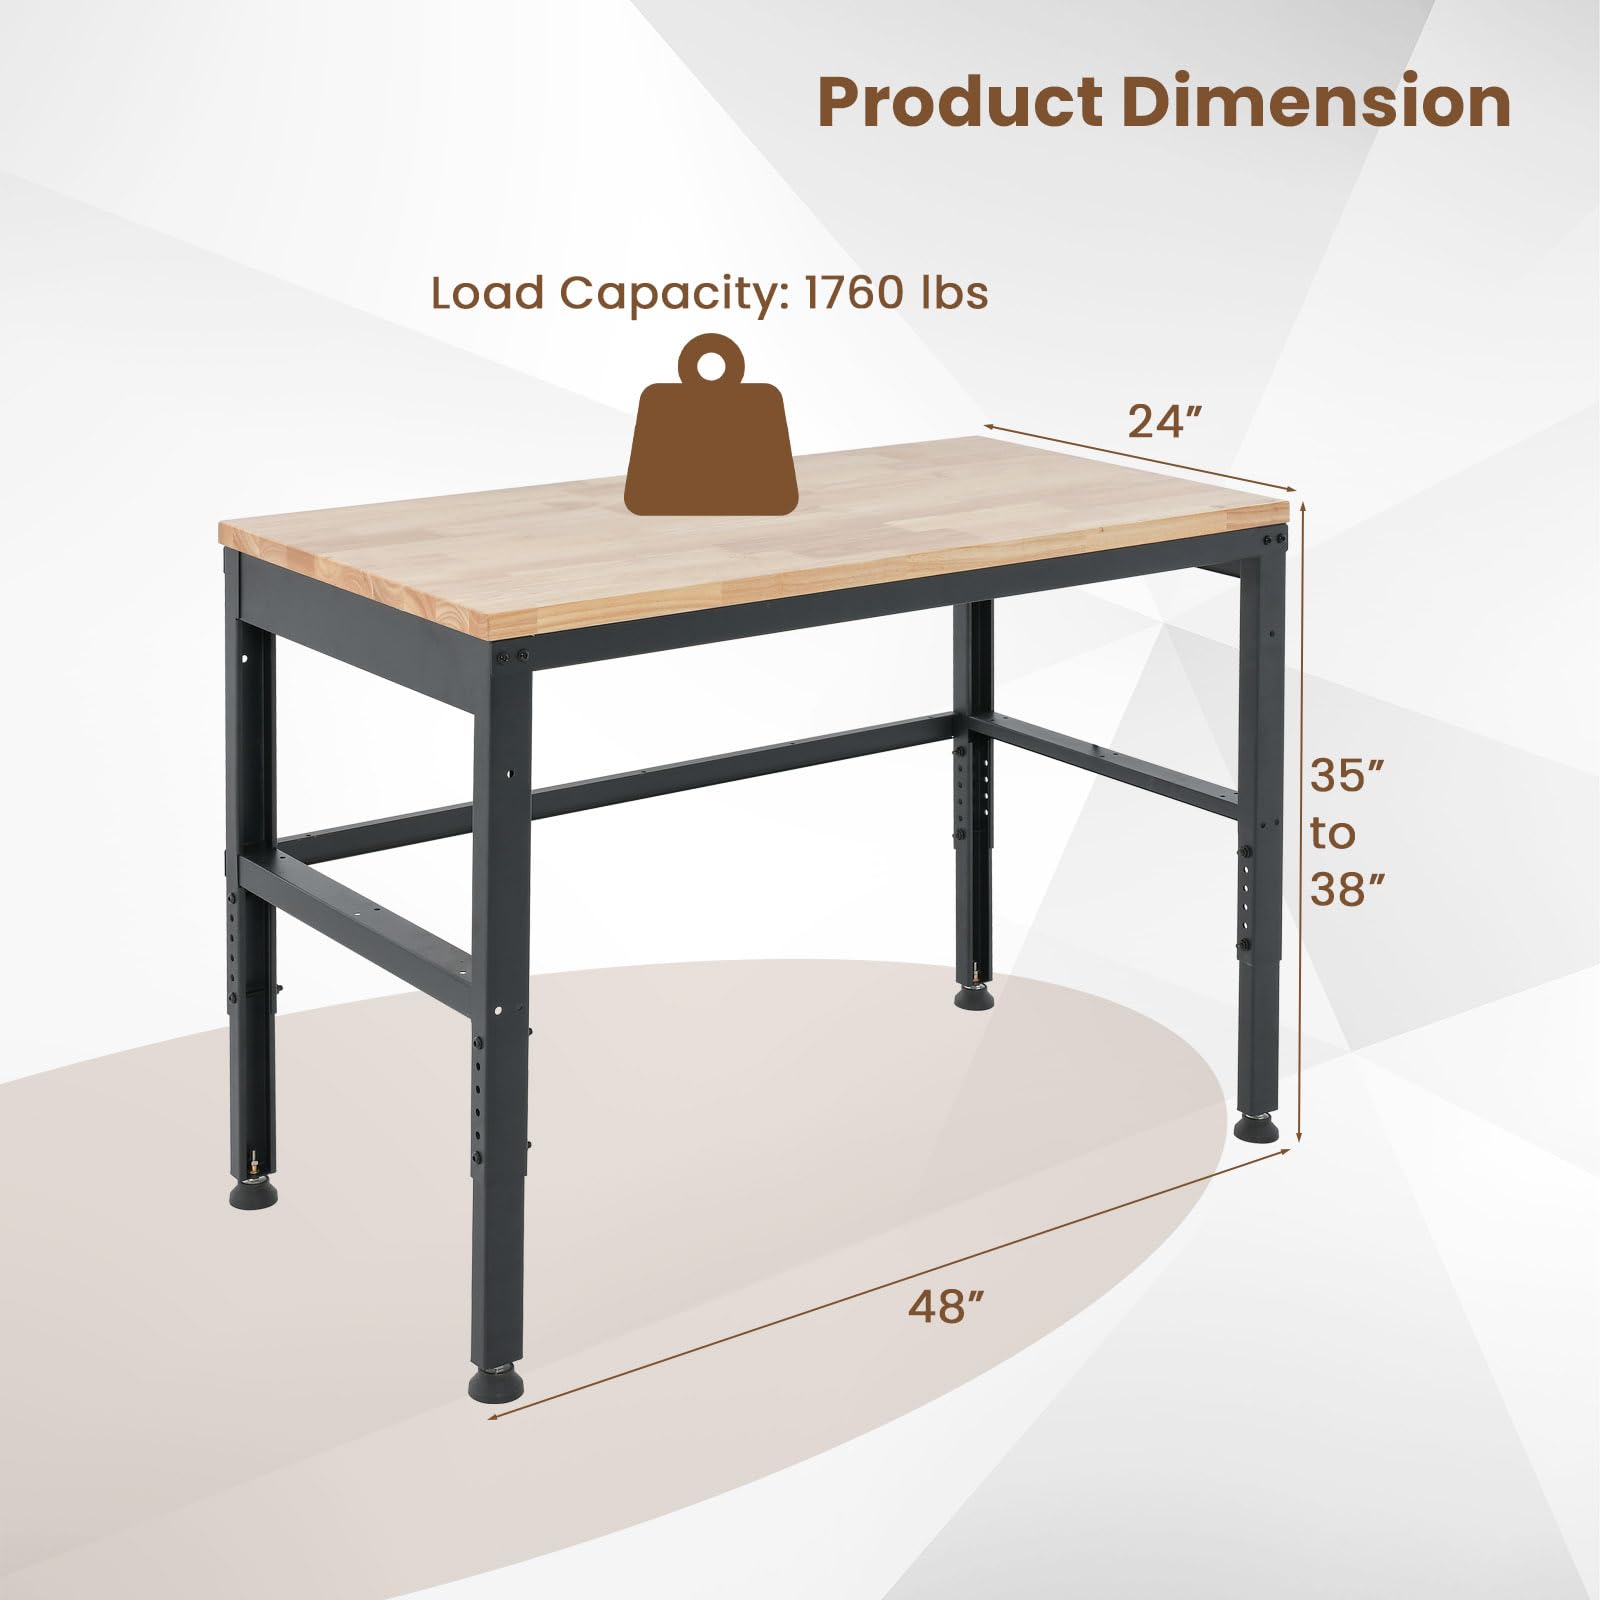 Product Dimension
Load Capacity: 1760 lbs
24”
35”
to
38”
48”